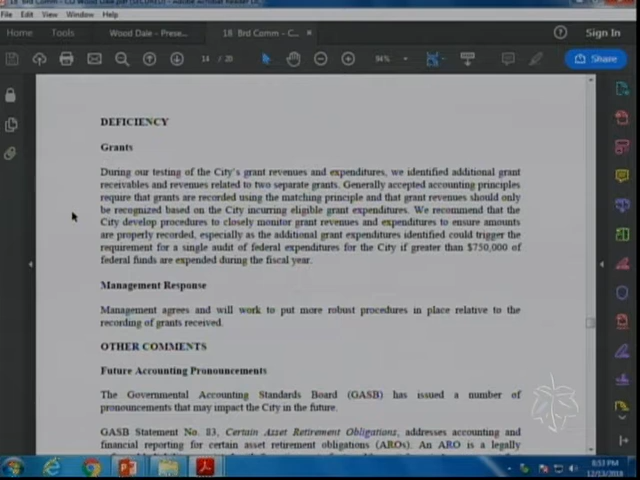 File Edit View Window Help
Home Tools Wood Dale - Prese... 18 Brd Comm - C... × Sign In
14 / 20 94% Share
DEFICIENCY
Grants
During our testing of the City's grant revenues and expenditures, we identified additional grant
receivables and revenues related to two separate grants. Generally accepted accounting principles
require that grants are recorded using the matching principle and that grant revenues should only
be recognized based on the City incurring eligible grant expenditures. We recommend that the
City develop procedures to closely monitor grant revenues and expenditures to ensure amounts
are properly recorded, especially as the additional grant expenditures identified could trigger the
requirement for a single audit of federal expenditures for the City if greater than $750,000 of
federal funds are expended during the fiscal year.
Management Response
Management agrees and will work to put more robust procedures in place relative to the
recording of grants received.
OTHER COMMENTS
Future Accounting Pronouncements
The Governmental Accounting Standards Board (GASB) has issued a number of
pronouncements that may impact the City in the future.
GASB Statement No. 83, Certain Asset Retirement Obligations, addresses accounting and
financial reporting for certain asset retirement obligations (AROs). An ARO is a legally
8:53 PM
12/13/2018